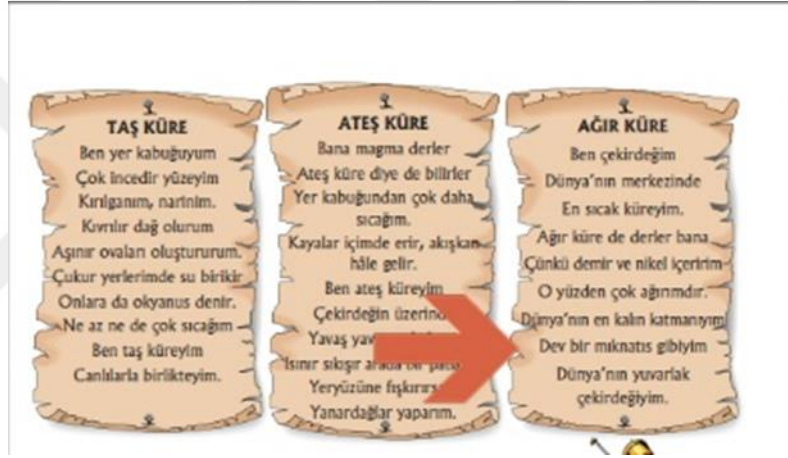 TAŞ KÜRE
Ben yer kabuğuyum
Çok incedir yüzeyim
Kırılganım, narinim.
Kıvrılır dağ olurum
Aşınır ovaları oluştururum.
Çukur yerlerimde su birikir
Onlara da okyanus denir.
Ne az ne de çok sıcağım
Ben taş küreyim
Canlılarla birlikteyim.
ATEŞ KÜRE
Bana magma derler
Ateş küre diye de bilirler
Yer kabuğundan çok daha
sıcağım.
Kayalar içimde erir, akışkan
hâle gelir.
Ben ateş küreyim
Çekirdeğin
Yavaş
Isınır sıkışır arada bir
Yeryüzüne
Yanardağlar yaparım.
AĞIR KÜRE
Ben çekirdeğim
Dünya'nın merkezinde
En sıcak küreyim.
Ağır küre de derler bana
Çünkü demir ve nikel içeririm
O yüzden çok ağırımdır.
Dünya'nın en kalın katmanıyım
Dev bir mıknatıs gibiyim
Dünya'nın yuvarlak
çekirdeğiyim.